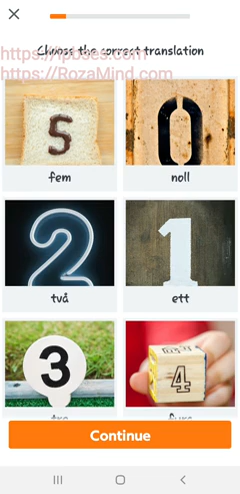 https://ipbses.com
Choose the correct translation
https://RozaMind.com
5
0
fem
noll
2
1
två
ett
3
4
Continue